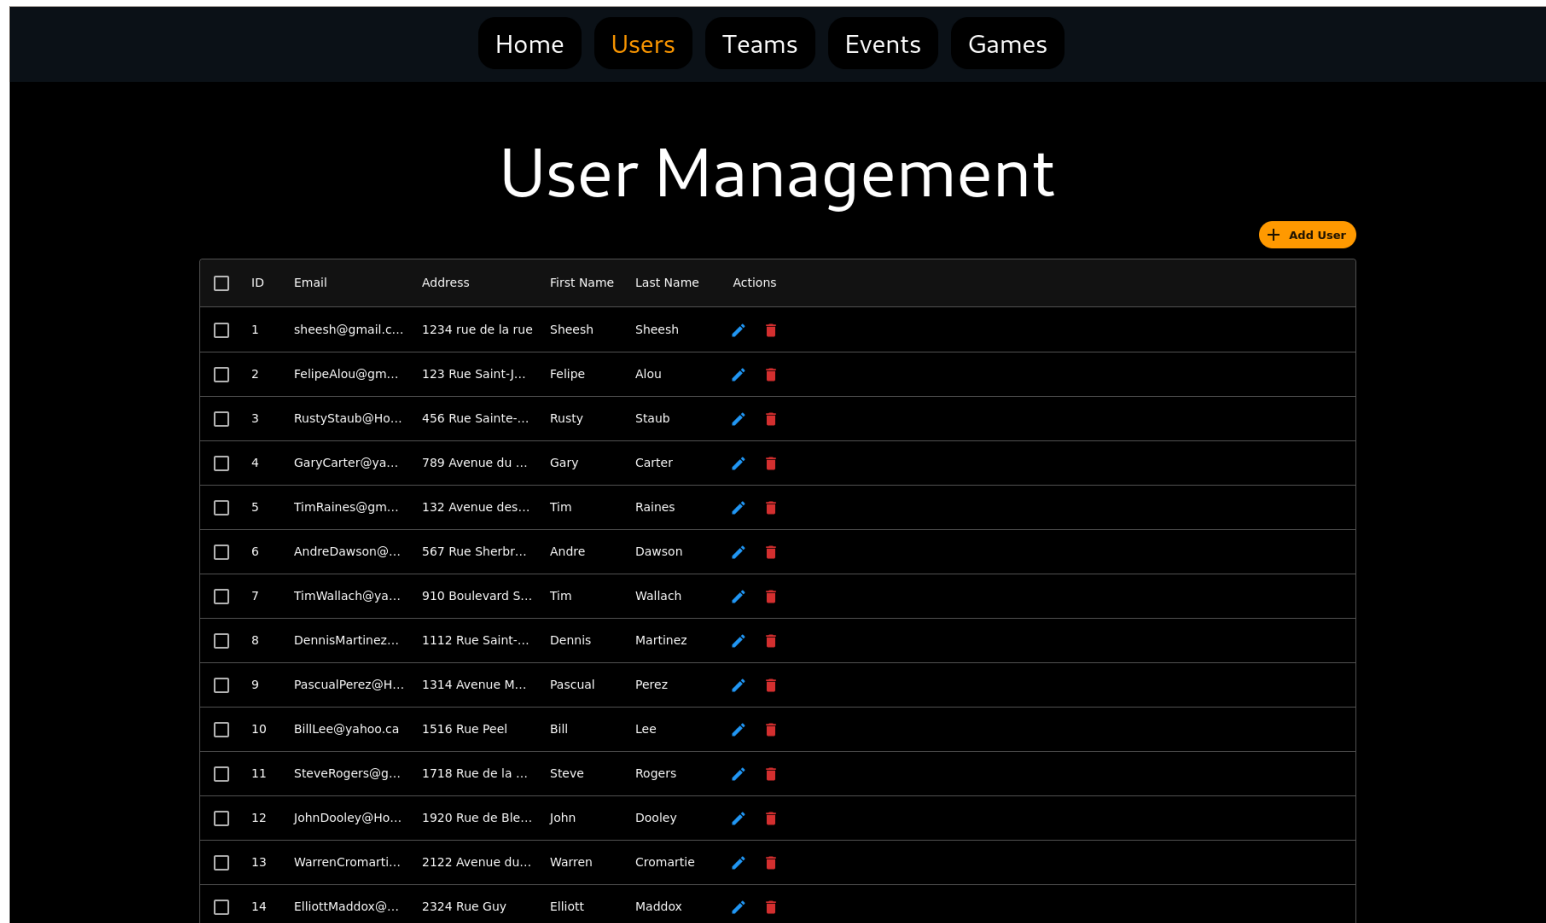 Home Users Teams Events Games
User Management
Add User
ID Email Address First Name Last Name Actions
1 sheesh@gmail.c... 1234 rue de la rue Sheesh Sheesh
2 FelipeAlou@gm... 123 Rue Saint-J... Felipe Alou
3 RustyStaub@Ho... 456 Rue Sainte-... Rusty Staub
4 GaryCarter@ya... 789 Avenue du ... Gary Carter
5 TimRaines@gm... 132 Avenue des... Tim Raines
6 AndreDawson@... 567 Rue Sherbr... Andre Dawson
7 TimWallach@ya... 910 Boulevard S... Tim Wallach
8 DennisMartinez... 1112 Rue Saint-... Dennis Martinez
9 PascualPerez@H... 1314 Avenue M... Pascual Perez
10 BillLee@yahoo.ca 1516 Rue Peel Bill Lee
11 SteveRogers@g... 1718 Rue de la ... Steve Rogers
12 JohnDooley@Ho... 1920 Rue de Ble... John Dooley
13 WarrenCromarti... 2122 Avenue du... Warren Cromartie
14 ElliottMaddox@... 2324 Rue Guy Elliott Maddox